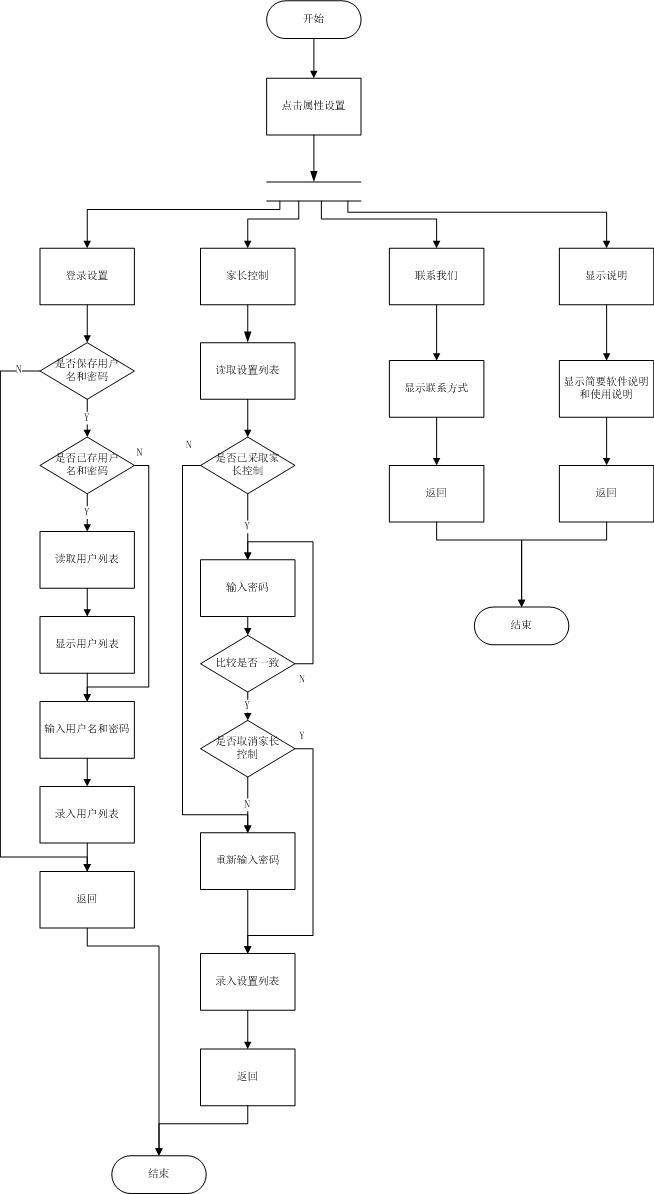 开始
点击属性设置
登录设置
家长控制
联系我们
显示说明
N
是否保存用户
名和密码
Y
读取设置列表
显示联系方式
显示简要软件说明
和使用说明
是否已存用户
名和密码
N
Y
N
是否已采取家
长控制
Y
返回
返回
读取用户列表
输入密码
结束
显示用户列表
比较是否一致
N
Y
输入用户名和密码
是否取消家长
控制
Y
N
录入用户列表
重新输入密码
返回
录入设置列表
返回
结束